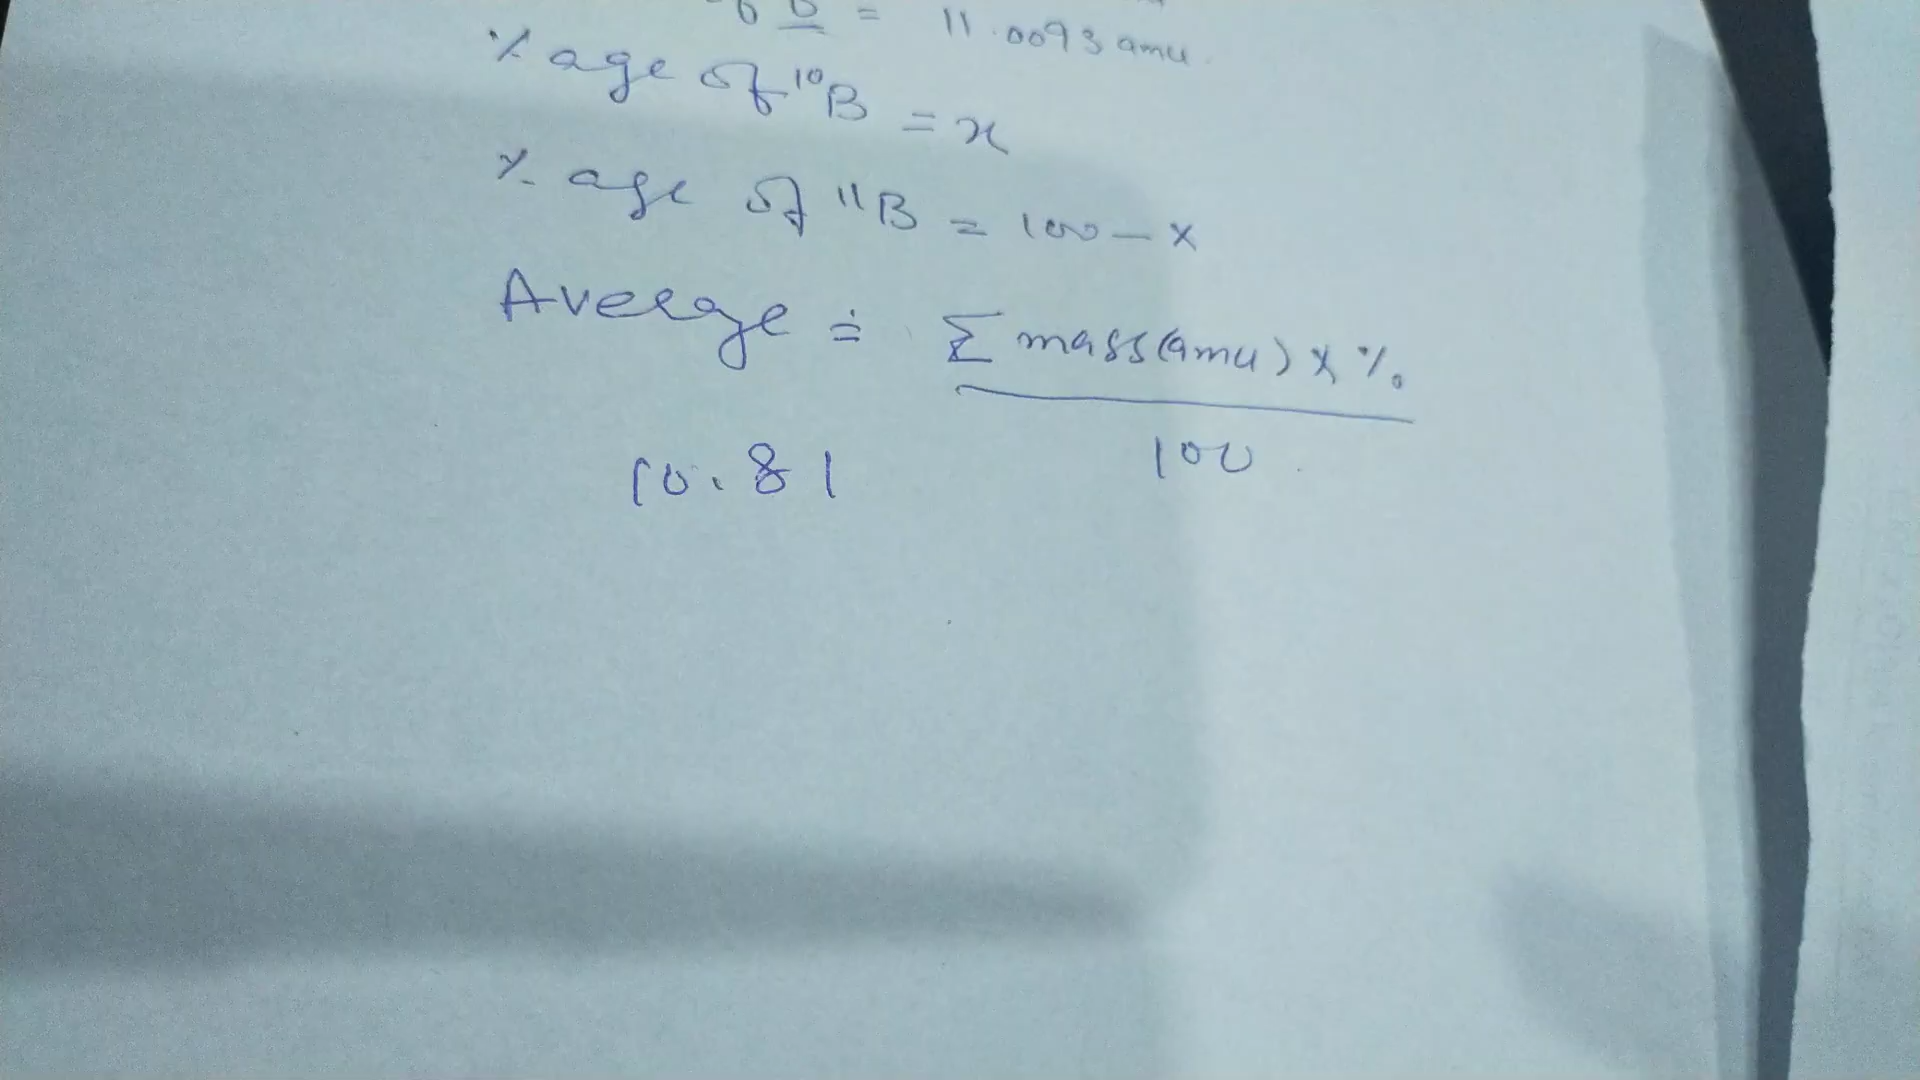 B = 11.0093 amu
% age of ¹⁰B = x
% age of ¹¹B = 100 - x
Average = Σ mass(amu) x %
100
10.81